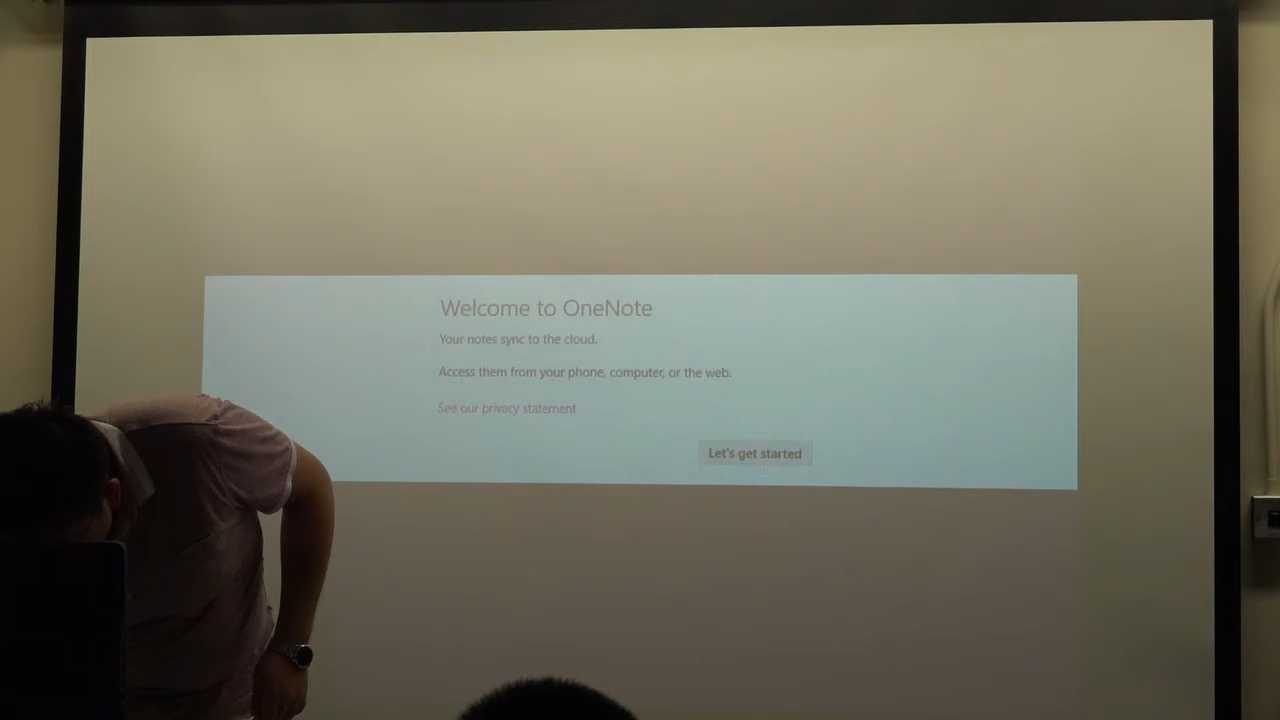 Welcome to OneNote
Your notes sync to the cloud.
Access them from your phone, computer, or the web.
See our privacy statement
Let's get started